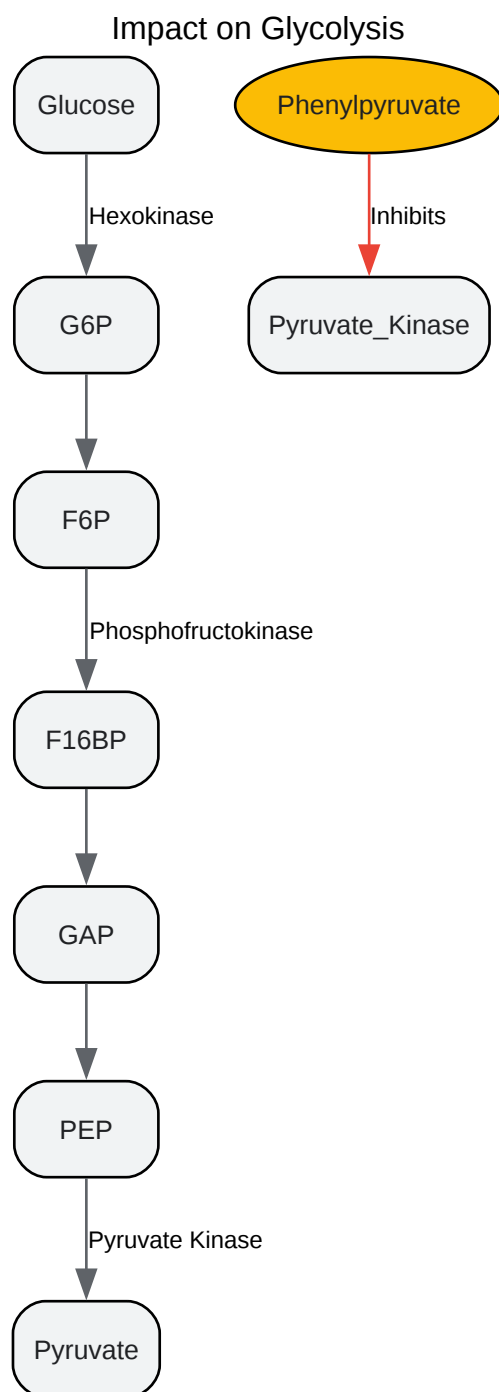 Impact on Glycolysis
Glucose
Phenylpyruvate
Hexokinase
Inhibits
G6P
Pyruvate_Kinase
F6P
Phosphofructokinase
F16BP
GAP
PEP
Pyruvate Kinase
Pyruvate